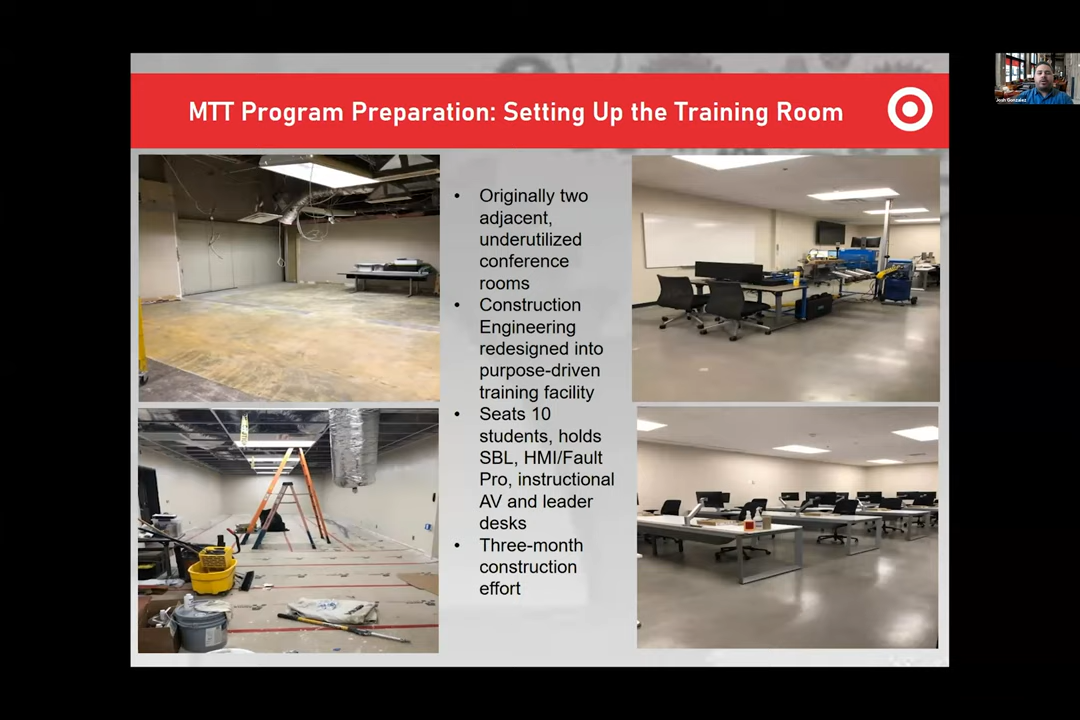 MTT Program Preparation: Setting Up the Training Room
• Originally two
adjacent,
underutilized
conference
rooms
• Construction
Engineering
redesigned into
purpose-driven
training facility
• Seats 10
students, holds
SBL, HMI/Fault
Pro, instructional
AV and leader
desks
• Three-month
construction
effort
Josh Gonzalez